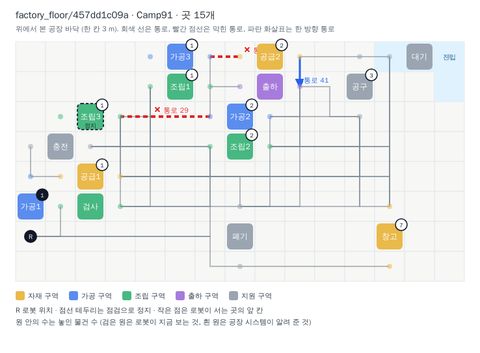 factory_floor/457dd1c09a · Camp91 · 곳 15개
위에서 본 공장 바닥 (한 칸 3 m). 회색 선은 통로, 빨간 점선은 막힌 통로, 파란 화살표는 한 방향 통로
가공3 1
✕ 통
공급2 2
대기
진입
조립1 1
출하
통로 41
공구 3
조립3 1
정지
✕ 통로 29
가공2 2
충전
조립2 2
공급1 1
가공1 1
검사
R
폐기
창고 7
자재 구역 가공 구역 조립 구역 출하 구역 지원 구역
R 로봇 위치 · 점선 테두리는 점검으로 정지 · 작은 점은 로봇이 서는 곳의 앞 칸
원 안의 수는 놓인 물건 수 (검은 원은 로봇이 지금 보는 것, 흰 원은 공장 시스템이 알려 준 것)